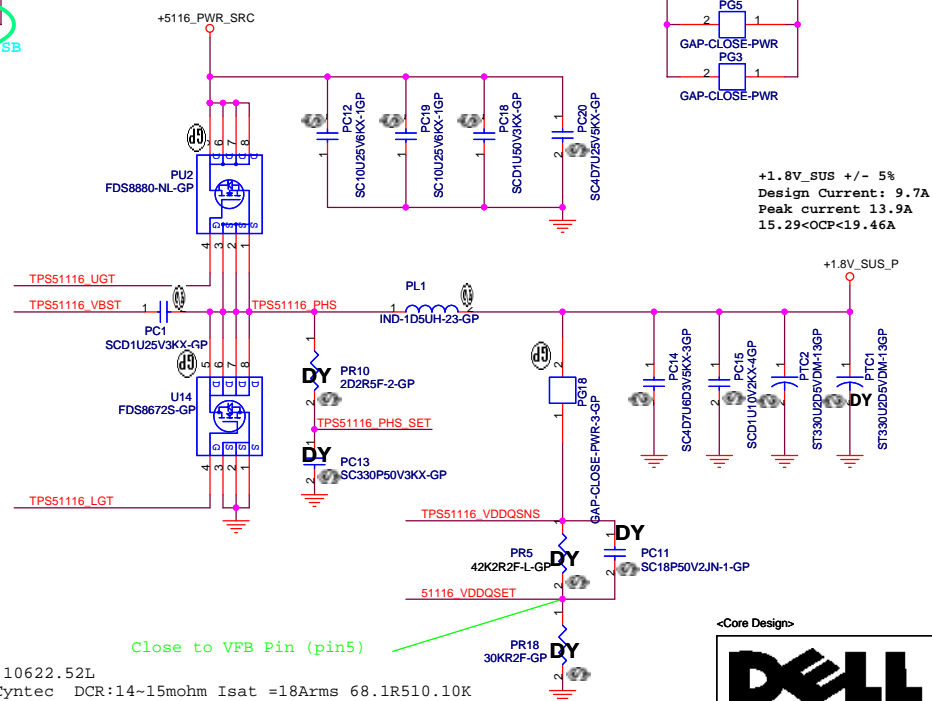 SB
+5116_PWR_SRC
PG5
2 1
GAP-CLOSE-PWR
PG3
2 1
GAP-CLOSE-PWR
PC12
SC10U25V6KX-1GP
PC19
SC10U25V6KX-1GP
PC18
SCD1U50V3KX-GP
PC20
SC4D7U25V5KX-GP
PU2
FDS8880-NL-GP
+1.8V_SUS +/- 5%
Design Current: 9.7A
Peak current 13.9A
15.29<OCP<19.46A
+1.8V_SUS_P
TPS51116_UGT
TPS51116_VBST
TPS51116_PHS
PL1
IND-1D5UH-23-GP
PC1
SCD1U25V3KX-GP
U14
FDS8672S-GP
DY
PR10
2D2R5F-2-GP
TPS51116_PHS_SET
DY
PC13
SC330P50V3KX-GP
TPS51116_LGT
PG18
GAP-CLOSE-PWR-3-GP
PC14
SC4D7U6D3V5KX-3GP
PC15
SCD1U10V2KX-4GP
PTC2
ST330U2D5VDM-13GP
PTC1
ST330U2D5VDM-13GP
DY
TPS51116_VDDQSNS
PR5
42K2R2F-L-GP
DY
DY
PC11
SC18P50V2JN-1-GP
51116_VDDQSET
Close to VFB Pin (pin5)
PR18
30KR2F-GP
DY
10622.52L
Cyntec DCR:14~15mohm Isat =18Arms 68.1R510.10K
<Core Design>
DELL